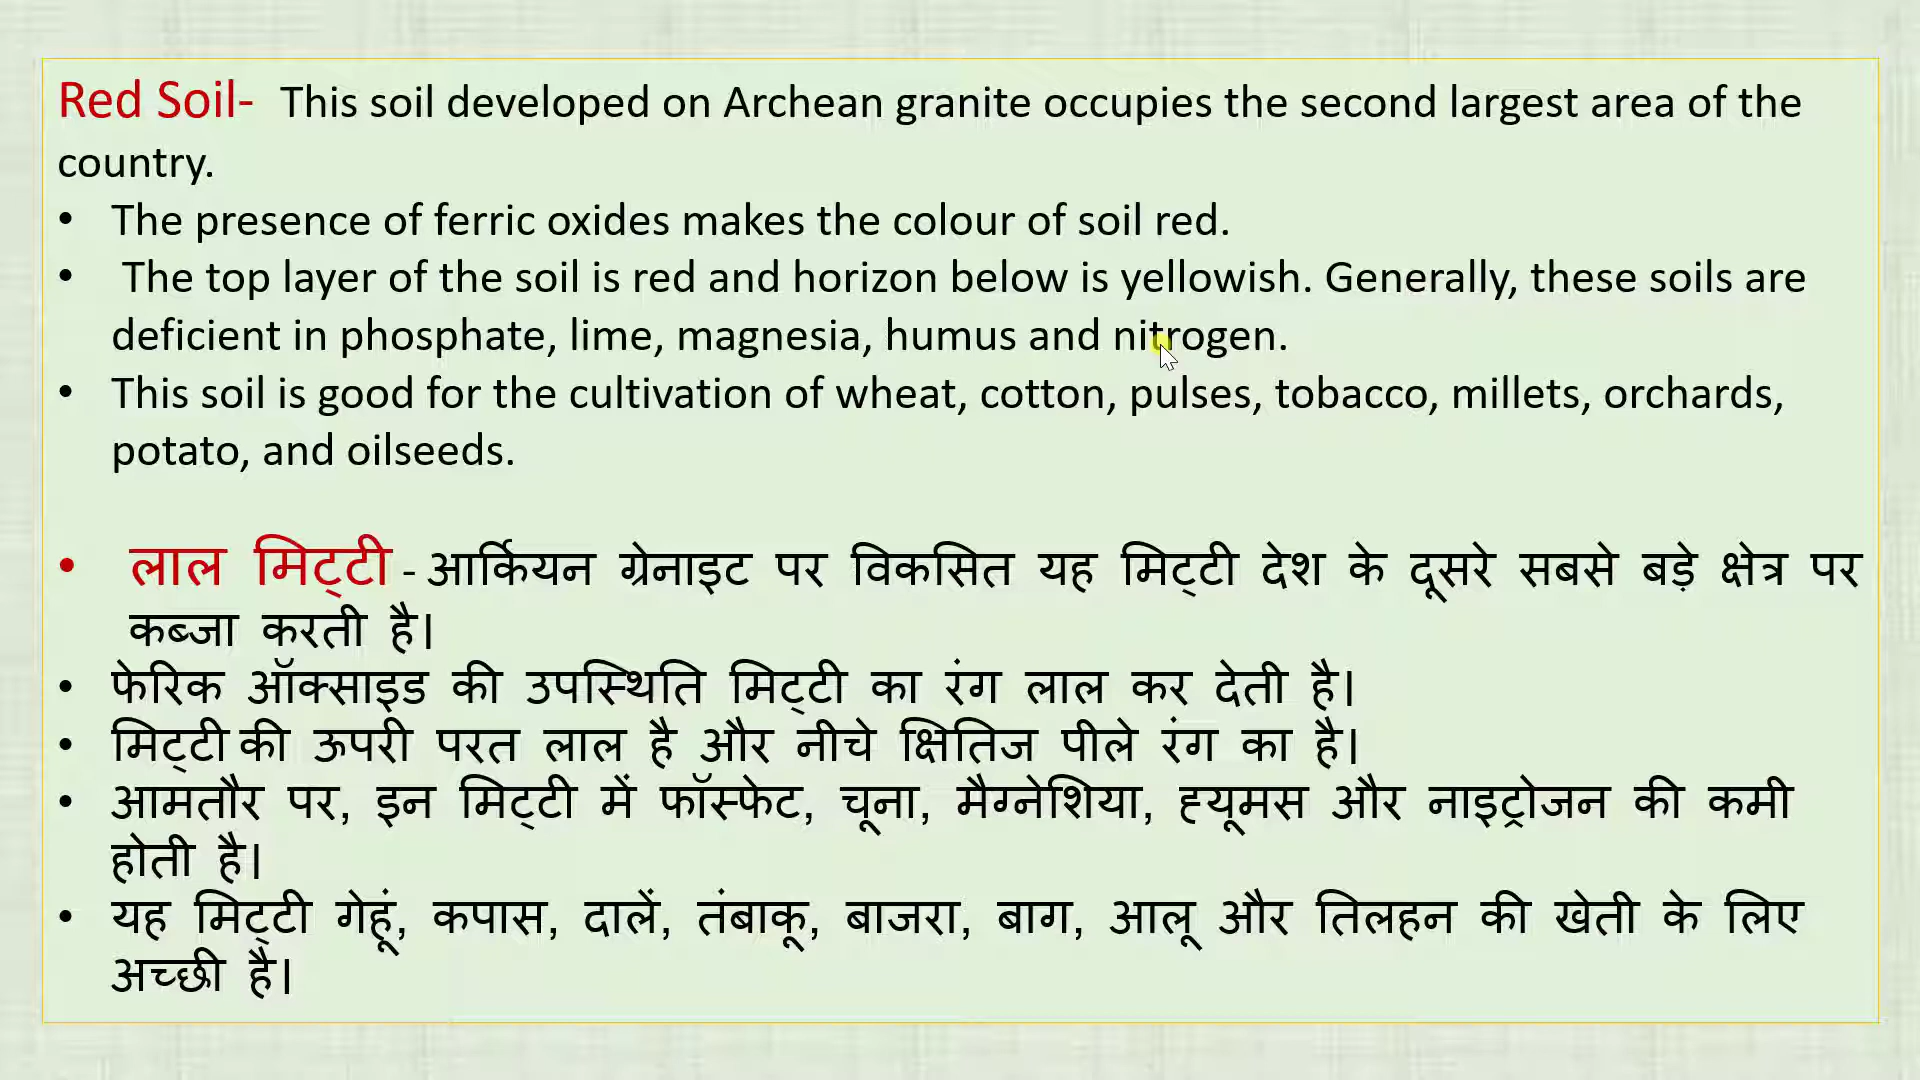 Red Soil- This soil developed on Archean granite occupies the second largest area of the
country.
• The presence of ferric oxides makes the colour of soil red.
• The top layer of the soil is red and horizon below is yellowish. Generally, these soils are
deficient in phosphate, lime, magnesia, humus and nitrogen.
• This soil is good for the cultivation of wheat, cotton, pulses, tobacco, millets, orchards,
potato, and oilseeds.
• लाल मिट्टी - आर्कियन ग्रेनाइट पर विकसित यह मिट्टी देश के दूसरे सबसे बड़े क्षेत्र पर
कब्जा करती है।
• फेरिक ऑक्साइड की उपस्थिति मिट्टी का रंग लाल कर देती है।
• मिट्टी की ऊपरी परत लाल है और नीचे क्षितिज पीले रंग का है।
• आमतौर पर, इन मिट्टी में फॉस्फेट, चूना, मैग्नेशिया, ह्यूमस और नाइट्रोजन की कमी
होती है।
• यह मिट्टी गेहूं, कपास, दालें, तंबाकू, बाजरा, बाग, आलू और तिलहन की खेती के लिए
अच्छी है।